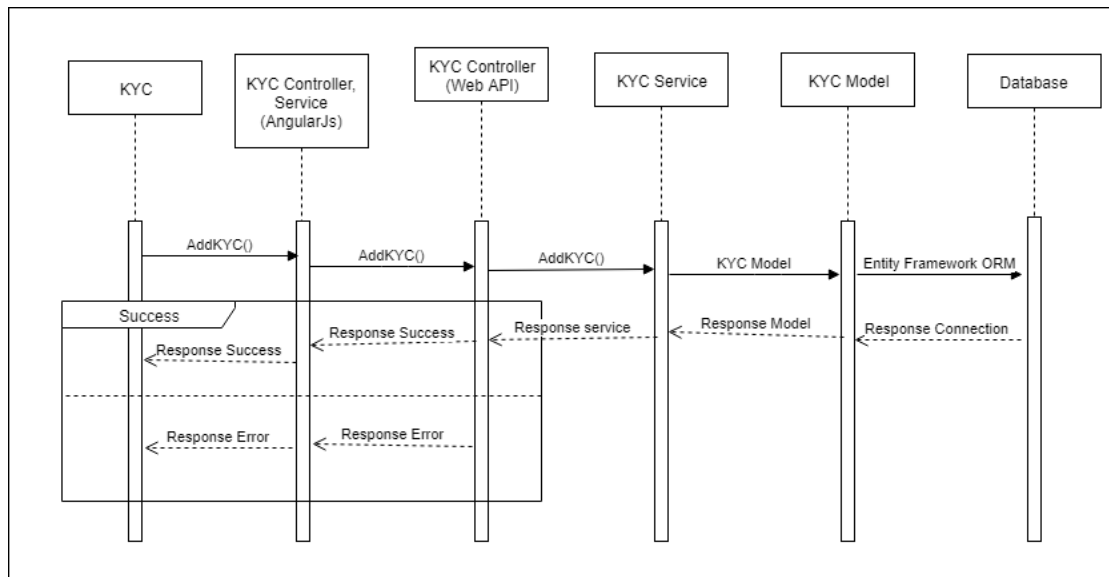 KYC
KYC Controller,
Service
(AngularJs)
KYC Controller
(Web API)
KYC Service
KYC Model
Database
AddKYC()
AddKYC()
AddKYC()
KYC Model
Entity Framework ORM
Success
Response Success
Response Success
Response service
Response Model
Response Connection
Response Error
Response Error